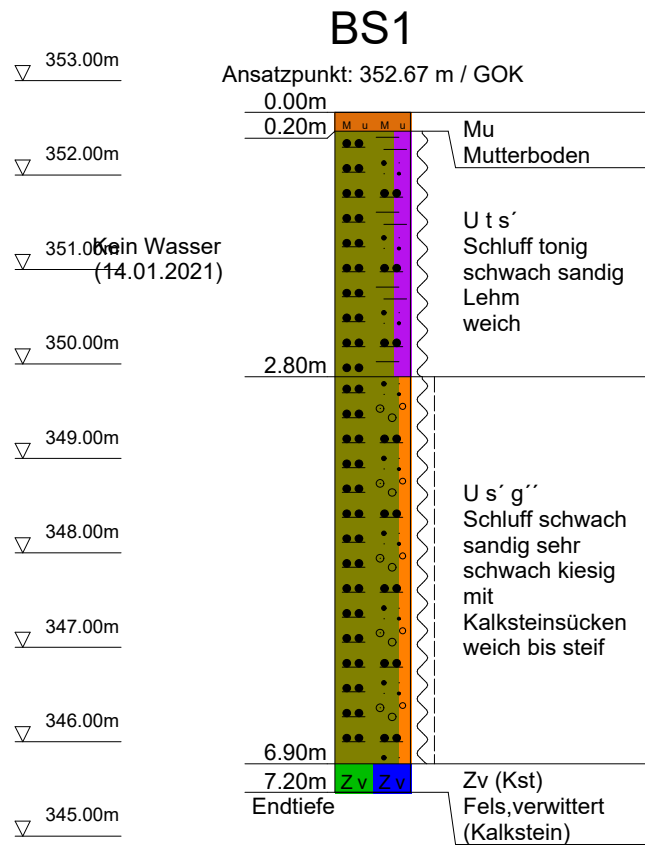 BS1
Ansatzpunkt: 352.67 m / GOK
353.00m
352.00m
351.00m
350.00m
349.00m
348.00m
347.00m
346.00m
345.00m
Kein Wasser
(14.01.2021)
0.00m
0.20m
2.80m
6.90m
7.20m
Endtiefe
M u M u
Z v Z v
Mu
Mutterboden
U t s´
Schluff tonig
schwach sandig
Lehm
weich
U s´ g´´
Schluff schwach
sandig sehr
schwach kiesig
mit
Kalksteinsücken
weich bis steif
Zv (Kst)
Fels,verwittert
(Kalkstein)